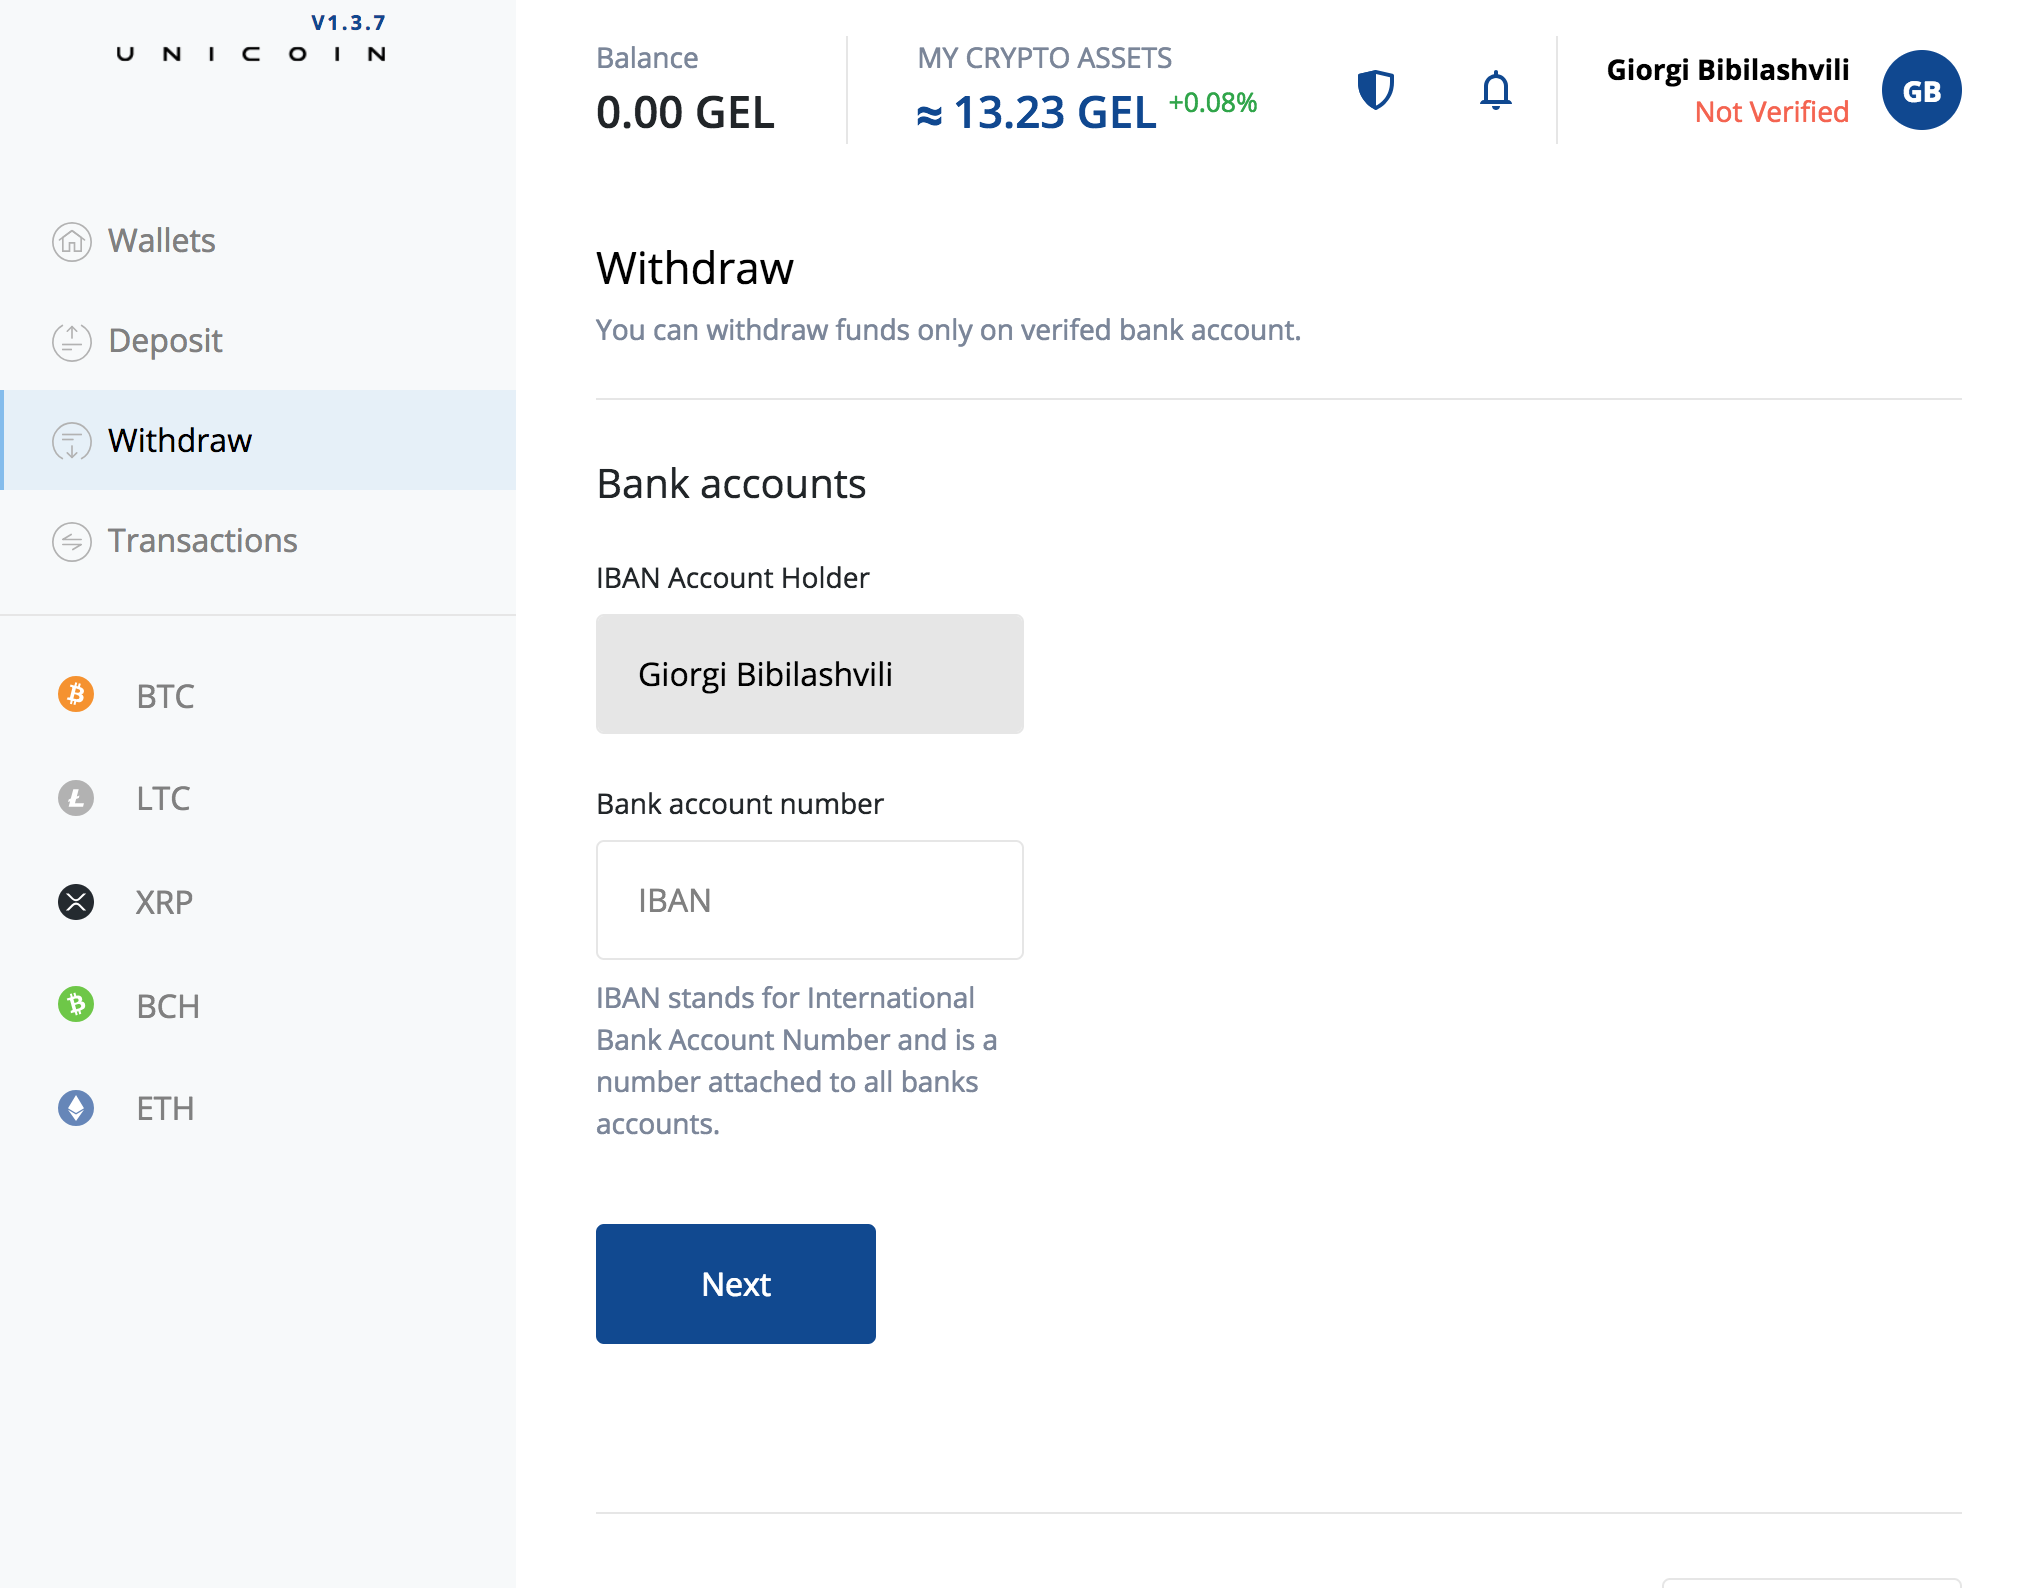 V1.3.7
UNICOIN
Wallets
Deposit
Withdraw
Transactions
BTC
LTC
XRP
BCH
ETH
Balance
0.00 GEL
MY CRYPTO ASSETS
≈ 13.23 GEL +0.08%
Giorgi Bibilashvili
Not Verified
GB
Withdraw
You can withdraw funds only on verifed bank account.
Bank accounts
IBAN Account Holder
Giorgi Bibilashvili
Bank account number
IBAN
IBAN stands for International
Bank Account Number and is a
number attached to all banks
accounts.
Next